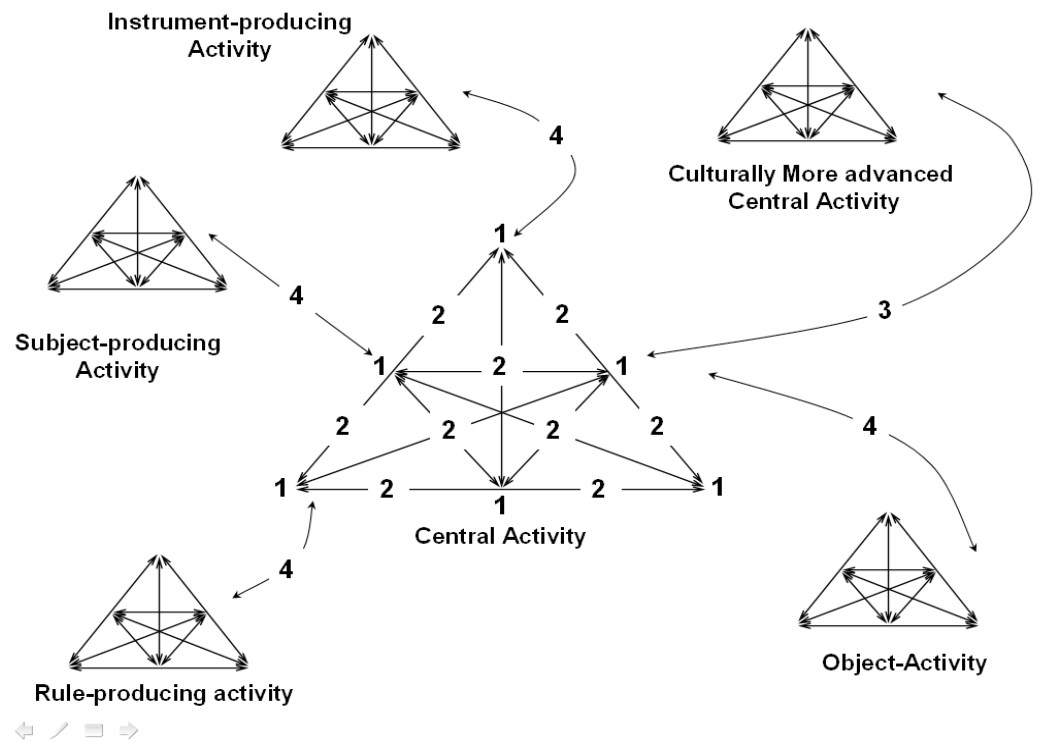 Instrument-producing
Activity
4
Culturally More advanced
Central Activity
1
4
Subject-producing
Activity
2
2
3
1
2
1
4
2
2
2
2
1
2
2
1
1
Central Activity
4
Object-Activity
Rule-producing activity